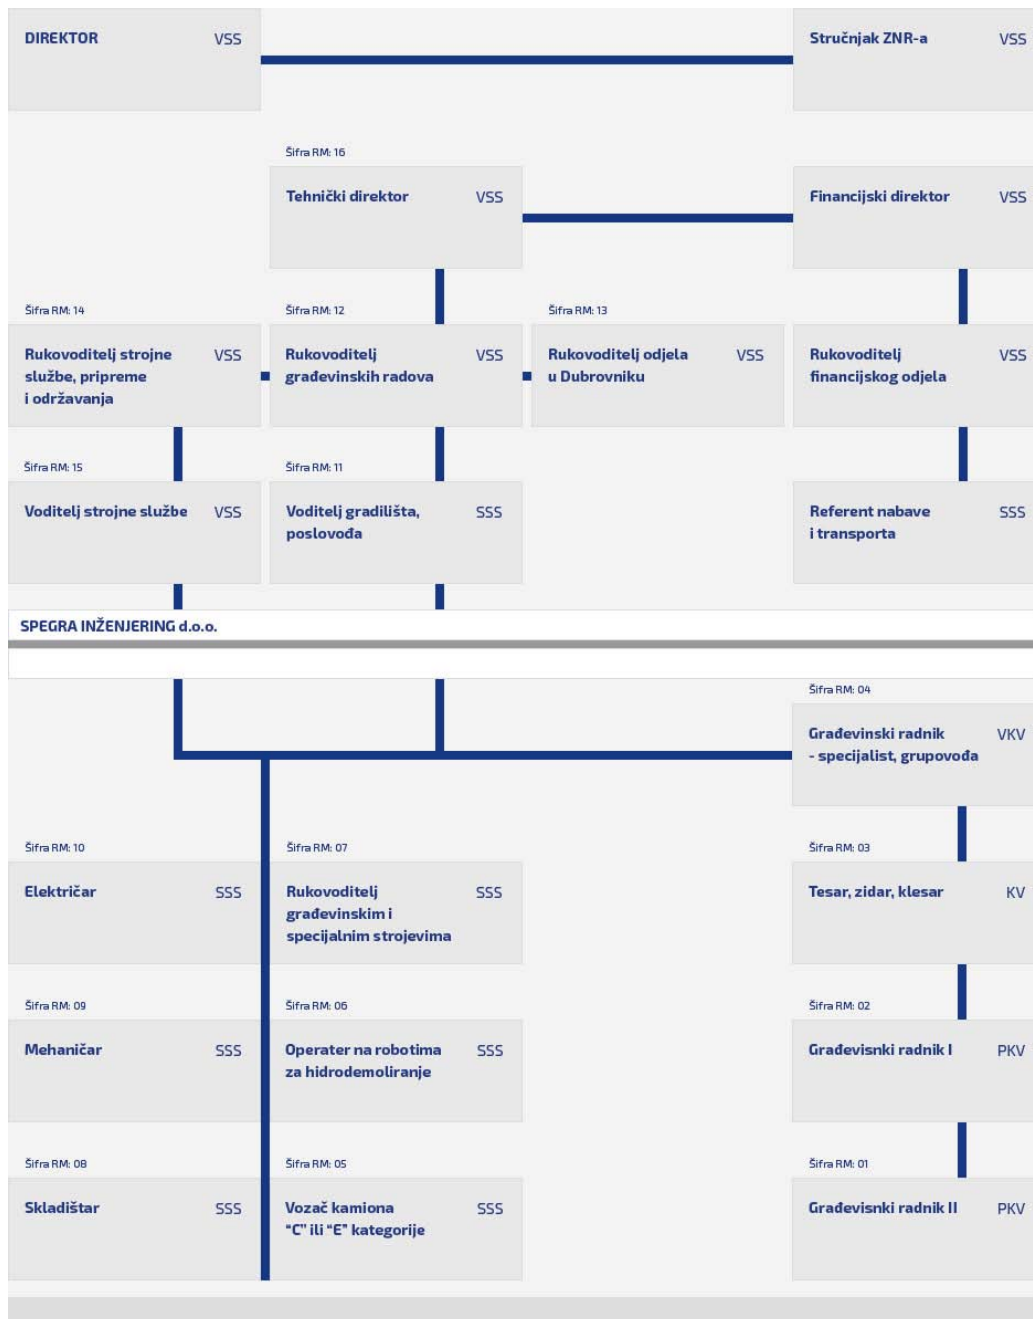 DIREKTOR VSS
Stručnjak ZNR-a VSS
Šifra RM: 16
Tehnički direktor VSS
Financijski direktor VSS
Šifra RM: 14
Rukovoditelj strojne VSS
službe, pripreme
i održavanja
Šifra RM: 12
Rukovoditelj VSS
građevinskih radova
Šifra RM: 13
Rukovoditelj odjela VSS
u Dubrovniku
Rukovoditelj VSS
financijskog odjela
Šifra RM: 15
Voditelj strojne službe VSS
Šifra RM: 11
Voditelj gradilišta, SSS
poslovođa
Referent nabave SSS
i transporta
SPEGRA INŽENJERING d.o.o.
Šifra RM: 04
Građevinski radnik VKV
- specijalist, grupovođa
Šifra RM: 10
Električar SSS
Šifra RM: 07
Rukovoditelj SSS
građevinskim i
specijalnim strojevima
Šifra RM: 03
Tesar, zidar, klesar KV
Šifra RM: 09
Mehaničar SSS
Šifra RM: 06
Operater na robotima SSS
za hidrodemoliranje
Šifra RM: 02
Građevisnki radnik I PKV
Šifra RM: 08
Skladištar SSS
Šifra RM: 05
Vozač kamiona SSS
"C" ili "E" kategorije
Šifra RM: 01
Građevisnki radnik II PKV